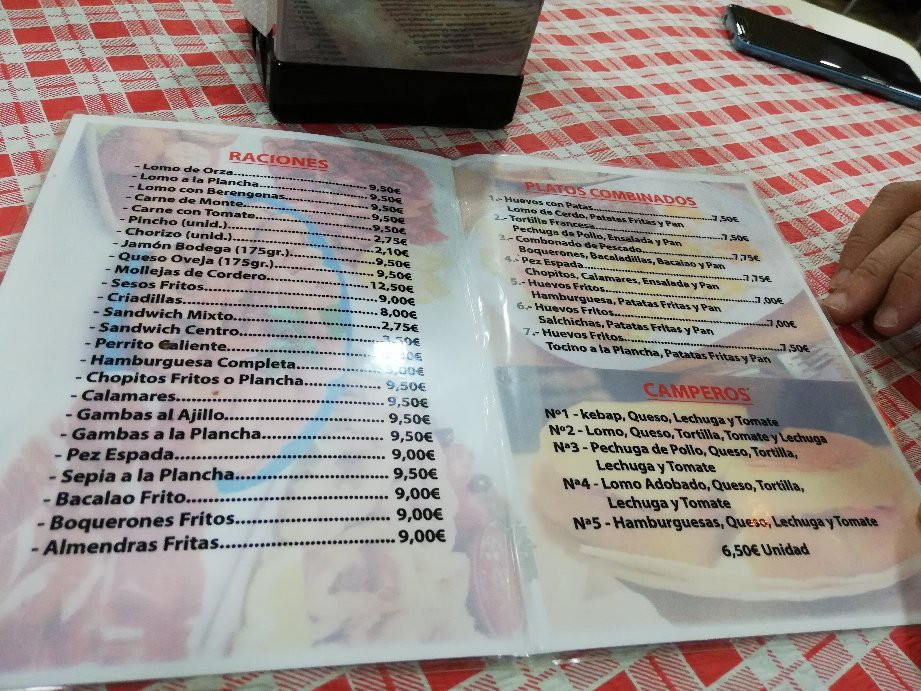 RACIONES
- Lomo de Orza.......................................... 9,50€
- Lomo a la Plancha.......................................... 9,50€
- Lomo con Berengenas.......................................... 9,50€
- Carne de Monte.......................................... 9,50€
- Carne con Tomate.......................................... 9,50€
- Pincho (unid.).......................................... 2,75€
- Chorizo (unid.).......................................... 2,10€
- Jamón Bodega (175gr.).......................................... 9,50€
- Queso Oveja (175gr.).......................................... 9,50€
- Mollejas de Cordero.......................................... 12,50€
- Sesos Fritos.......................................... 9,00€
- Criadillas.......................................... 8,00€
- Sandwich Mixto.......................................... 2,75€
- Sandwich Centro..........................................
- Perrito Caliente..........................................
- Hamburguesa Completa..........................................
- Chopitos Fritos o Plancha.......................................... 9,50€
- Calamares.......................................... 9,50€
- Gambas al Ajillo.......................................... 9,50€
- Gambas a la Plancha.......................................... 9,50€
- Pez Espada.......................................... 9,00€
- Sepia a la Plancha.......................................... 9,50€
- Bacalao Frito.......................................... 9,00€
- Boquerones Fritos.......................................... 9,00€
- Almendras Fritas.......................................... 9,00€
PLATOS COMBINADOS
1.- Huevos con Patas..........................................7,50€
Lomo de Cerdo, Patatas Fritas y Pan
2.- Tortilla Francesa..........................................7,50€
Pechuga de Pollo, Ensalada y Pan
3.- Combonado de Pescado..........................................7,75€
Boquerones, Bacaladillas, Bacalao y Pan
4.- Pez Espada..........................................7,75€
Chopitos, Calamares, Ensalada y Pan
5.- Huevos Fritos..........................................7,00€
Hamburguesa, Patatas Fritas y Pan
6.- Huevos Fritos..........................................7,00€
Salchichas, Patatas Fritas y Pan
7.- Huevos Fritos..........................................7,50€
Tocino a la Plancha, Patatas Fritas y Pan
CAMPEROS
Nº1 - kebap, Queso, Lechuga y Tomate
Nº2 - Lomo, Queso, Tortilla, Tomate y Lechuga
Nº3 - Pechuga de Pollo, Queso, Tortilla,
Lechuga y Tomate
Nª4 - Lomo Adobado, Queso, Tortilla,
Lechuga y Tomate
Nª5 - Hamburguesas, Queso, Lechuga y Tomate
6,50€ Unidad